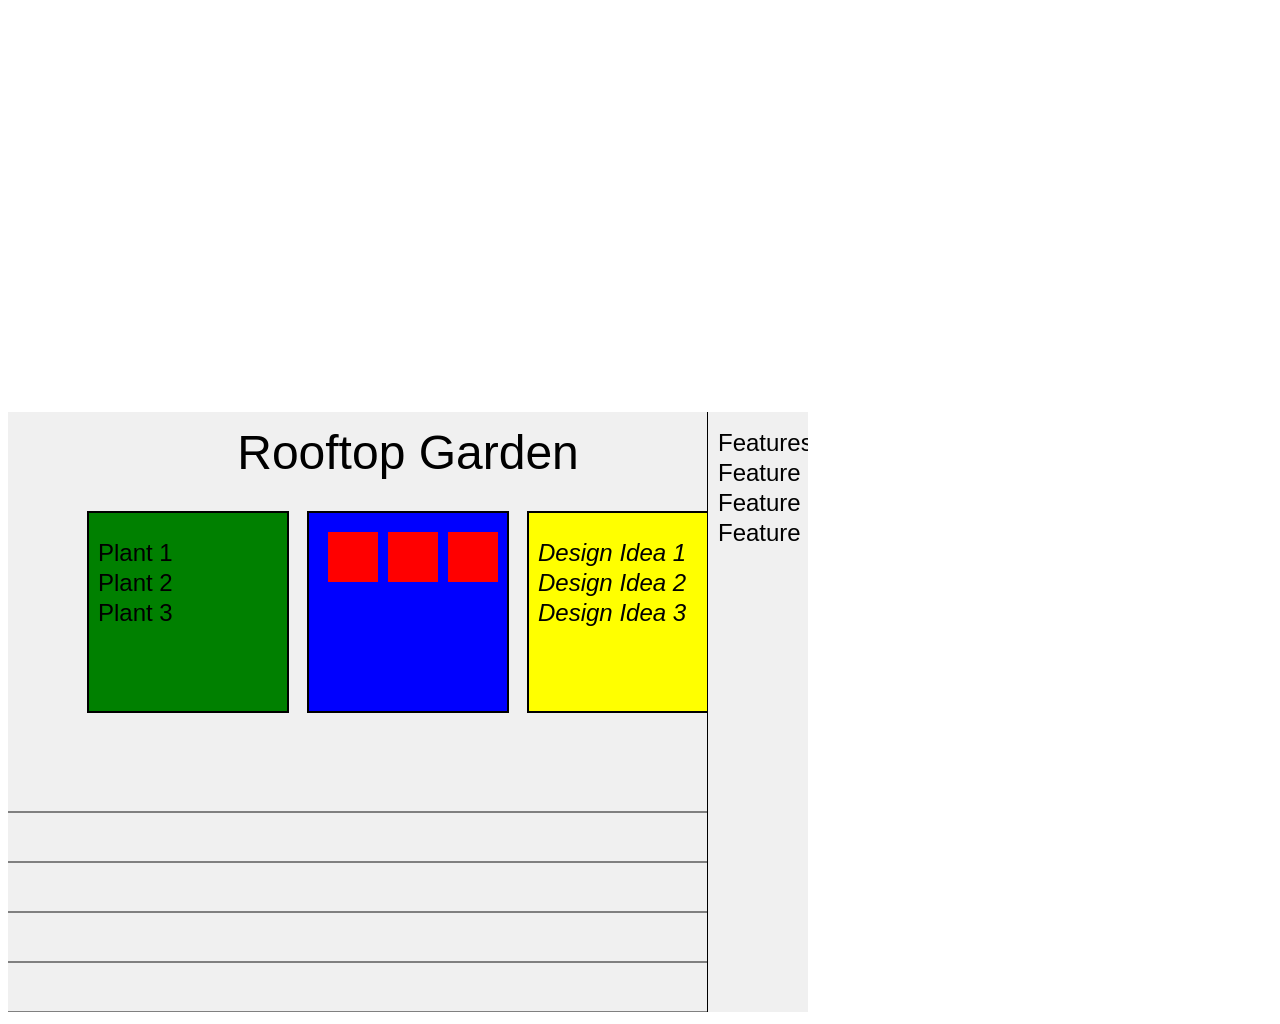 Rooftop Garden
Plant 1
Plant 2
Plant 3
Design Idea 1
Design Idea 2
Design Idea 3
Features
Feature
Feature
Feature